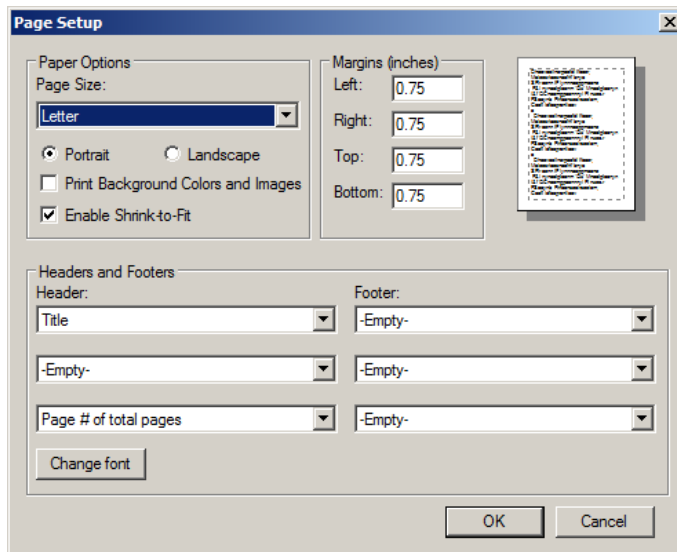 Page Setup
Paper Options
Page Size:
Letter
Portrait Landscape
Print Background Colors and Images
Enable Shrink-to-Fit
Margins (inches)
Left: 0.75
Right: 0.75
Top: 0.75
Bottom: 0.75
Headers and Footers
Header: Footer:
Title -Empty-
-Empty- -Empty-
Page # of total pages -Empty-
Change font
OK Cancel